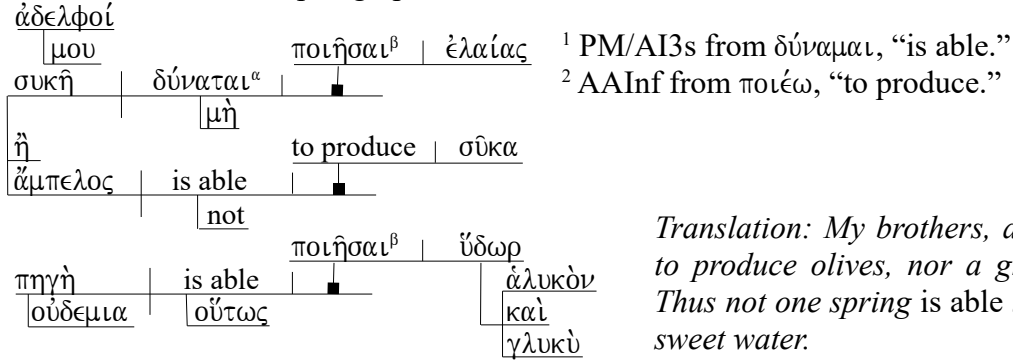 ἀδελφοί
μου
ποιῆσαιᵝ ἐλαίας
συκῆ δύναταιᵅ
μὴ
ἢ
to produce σῦκα
ἄμπελος is able
not
ποιῆσαιᵝ ὕδωρ
πηγὴ is able
οὐδεμια οὕτως
ἁλυκὸν
καὶ
γλυκὺ
¹ PM/AI3s from δύναμαι, “is able.”
² AAInf from ποιέω, “to produce.”
Translation: My brothers,
to produce olives, nor a
Thus not one spring is able
sweet water.